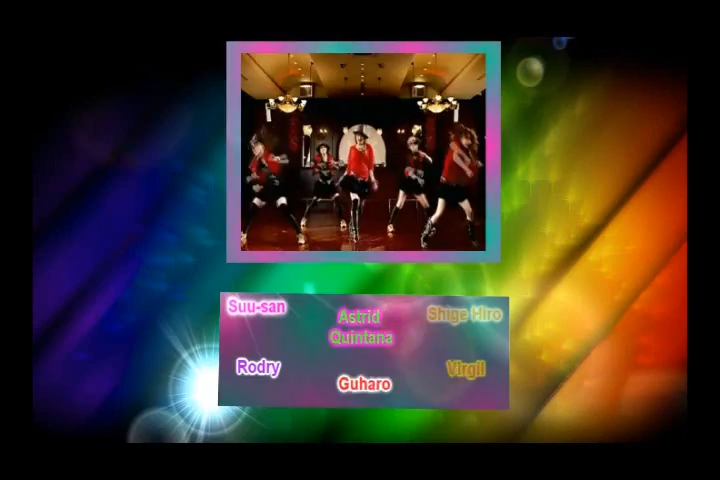 Suu-san
Astrid
Quintana
Shige Hiro
Rodry
Guharo
Virgil